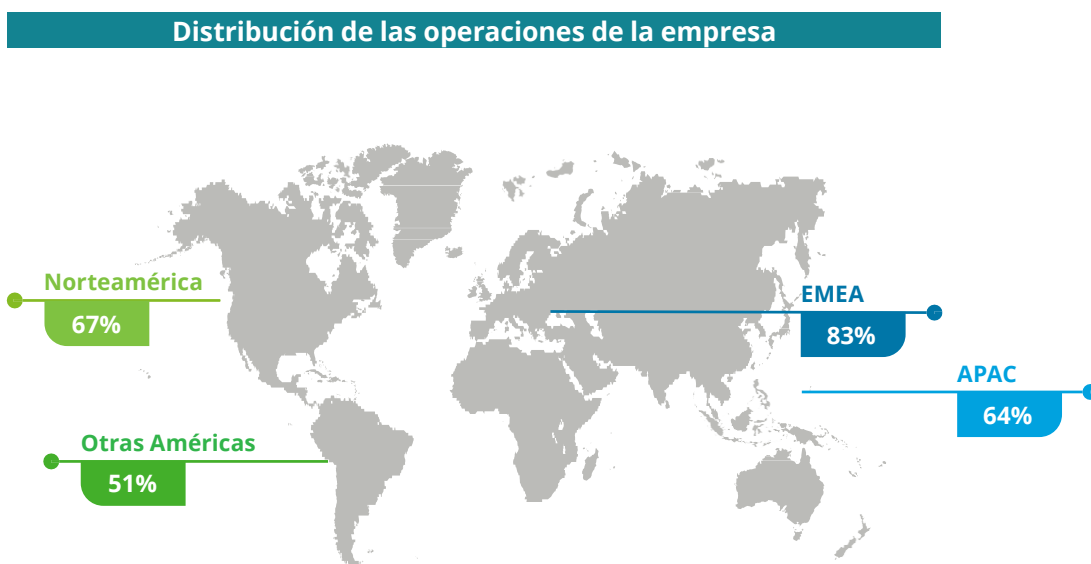 Distribución de las operaciones de la empresa
Norteamérica
67%
EMEA
83%
APAC
64%
Otras Américas
51%